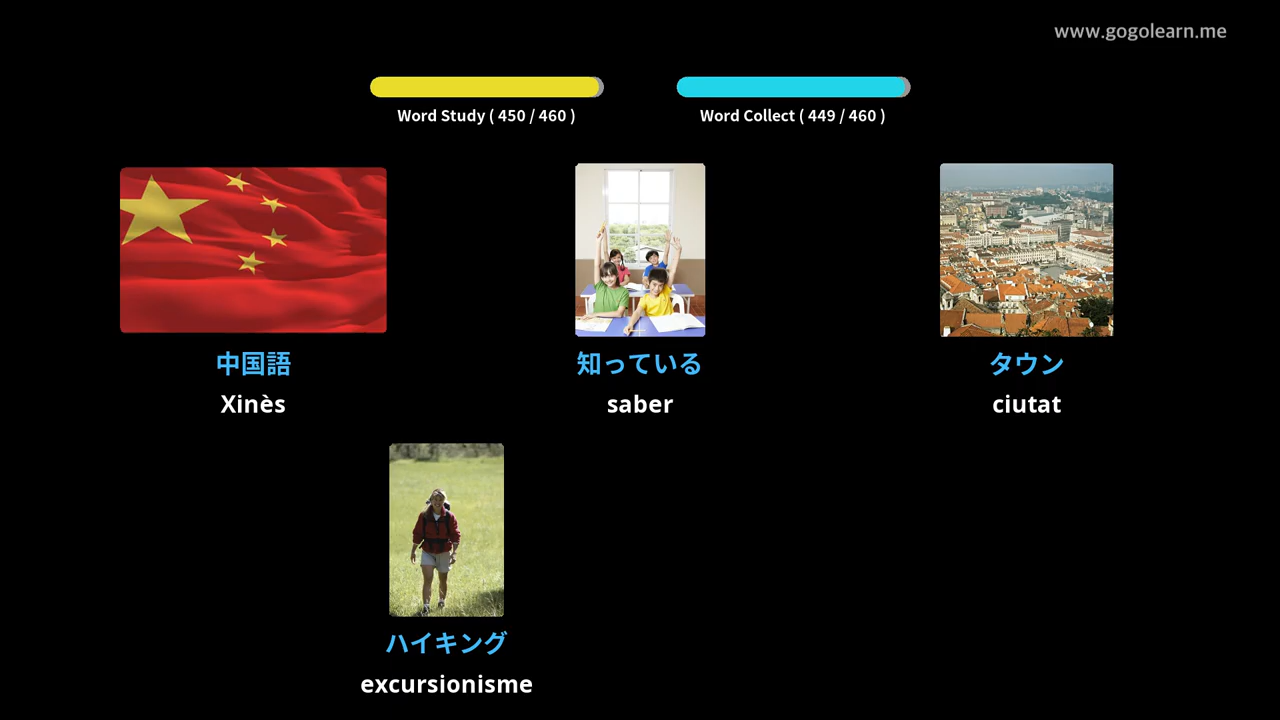 www.gogolearn.me
Word Study ( 450 / 460 )
Word Collect ( 449 / 460 )
中国語
Xinès
知っている
saber
タウン
ciutat
ハイキング
excursionisme